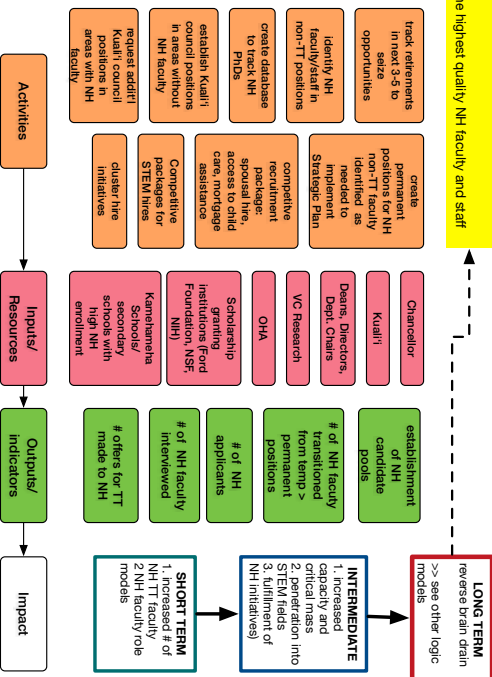 he highest quality NH faculty and staff
track retirements
in next 3-5 to
seize
opportunities
identify NH
faculty/staff in
non-TT positions
create database
to track NH
PhDs
establish Kuali'i
council positions
in areas without
NH faculty
request addit'l
Kuali'i council
positions in
areas with NH
faculty
create
permanent
positions for NH
non-TT faculty
identified as
needed to
implement
Strategic Plan
competitve
recruitment
package:
spousal hire,
access to child
care, mortgage
assistance
Competitive
packages for
STEM hires
cluster hire
initiatives
Chancellor
Kuali'i
Deans, Directors,
Dept. Chairs
VC Research
OHA
Scholarship
granting
institutions (Ford
Foundation, NSF,
NIH)
Kamehameha
Schools/
secondary
schools with
high NH
enrollment
establishment
of NH
candidate
pools
# of NH faculty
transitioned
from temp >
permanent
positions
# of NH
applicants
# of NH faculty
interviewed
# offers for TT
made to NH
LONG TERM
reverse brain drain
>> see other logic
models
INTERMEDIATE
1. increased
capacity and
critical mass
2. penetration into
STEM fields
3. fulfillment of
NH initiatives)
SHORT TERM
1. increased # of
NH TT faculty
2 NH faculty role
models
Activities
Inputs/
Resources
Outputs/
indicators
Impact